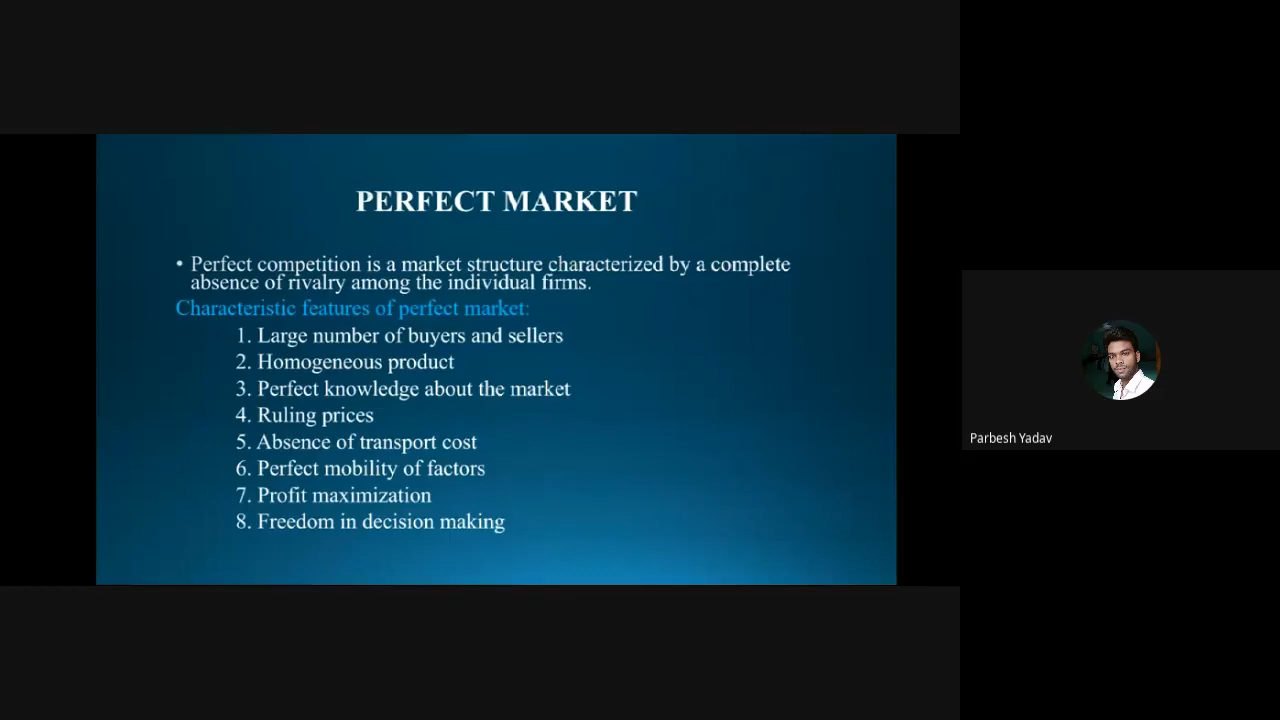 PERFECT MARKET
• Perfect competition is a market structure characterized by a complete
absence of rivalry among the individual firms.
Characteristic features of perfect market:
1. Large number of buyers and sellers
2. Homogeneous product
3. Perfect knowledge about the market
4. Ruling prices
5. Absence of transport cost
6. Perfect mobility of factors
7. Profit maximization
8. Freedom in decision making
Parbesh Yadav